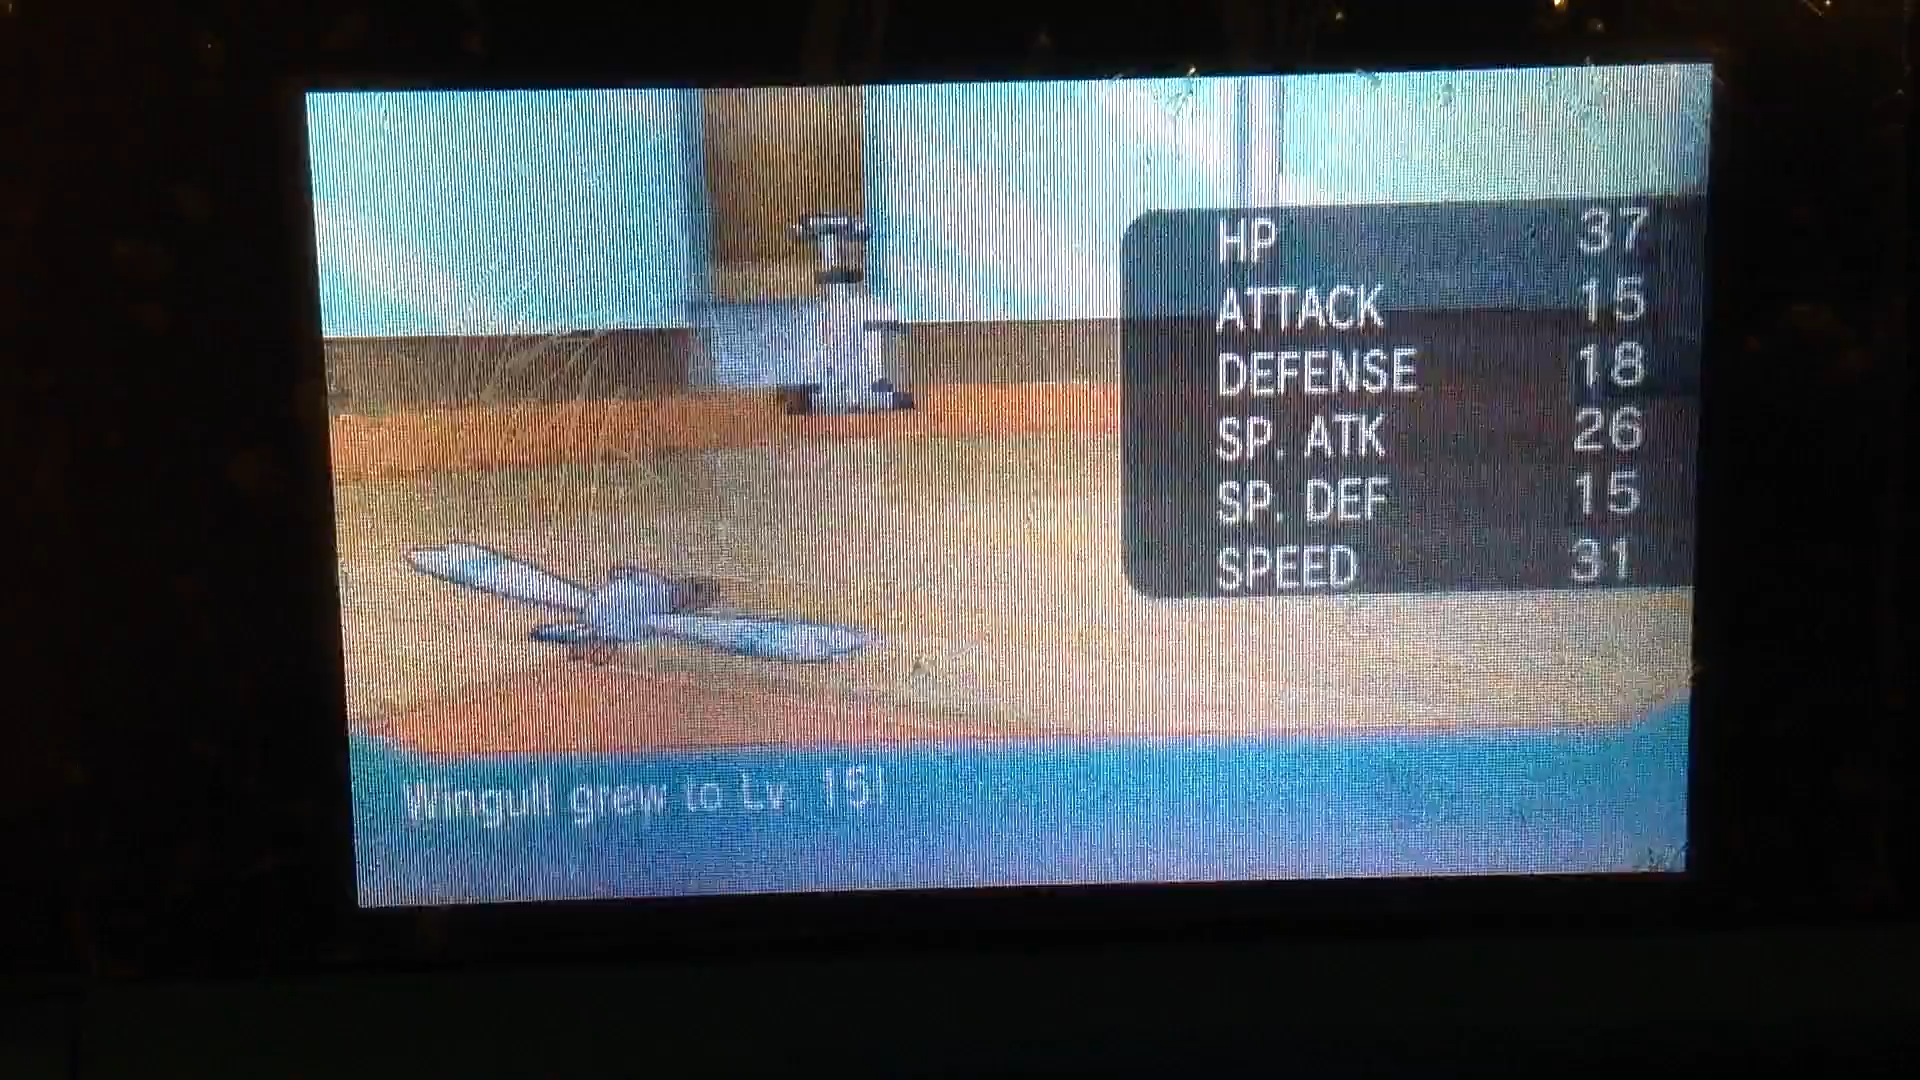 HP 37
ATTACK 15
DEFENSE 18
SP. ATK 26
SP. DEF 15
SPEED 31
Wingull grew to Lv. 15!